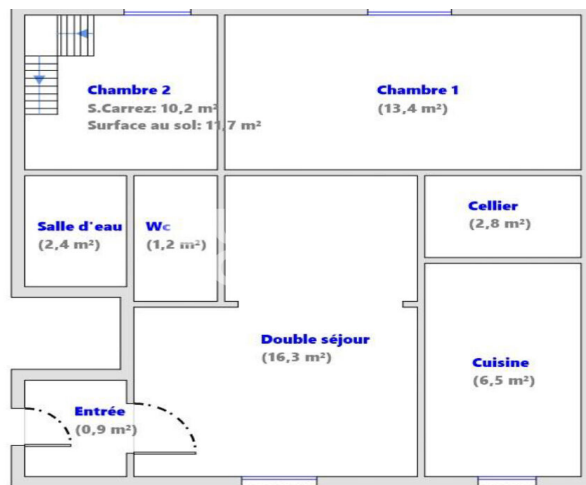 Chambre 2
S.Carrez: 10,2 m²
Surface au sol: 11,7 m²
Chambre 1
(13,4 m²)
Salle d'eau
(2,4 m²)
Wc
(1,2 m²)
Cellier
(2,8 m²)
Double séjour
(16,3 m²)
Cuisine
(6,5 m²)
Entrée
(0,9 m²)